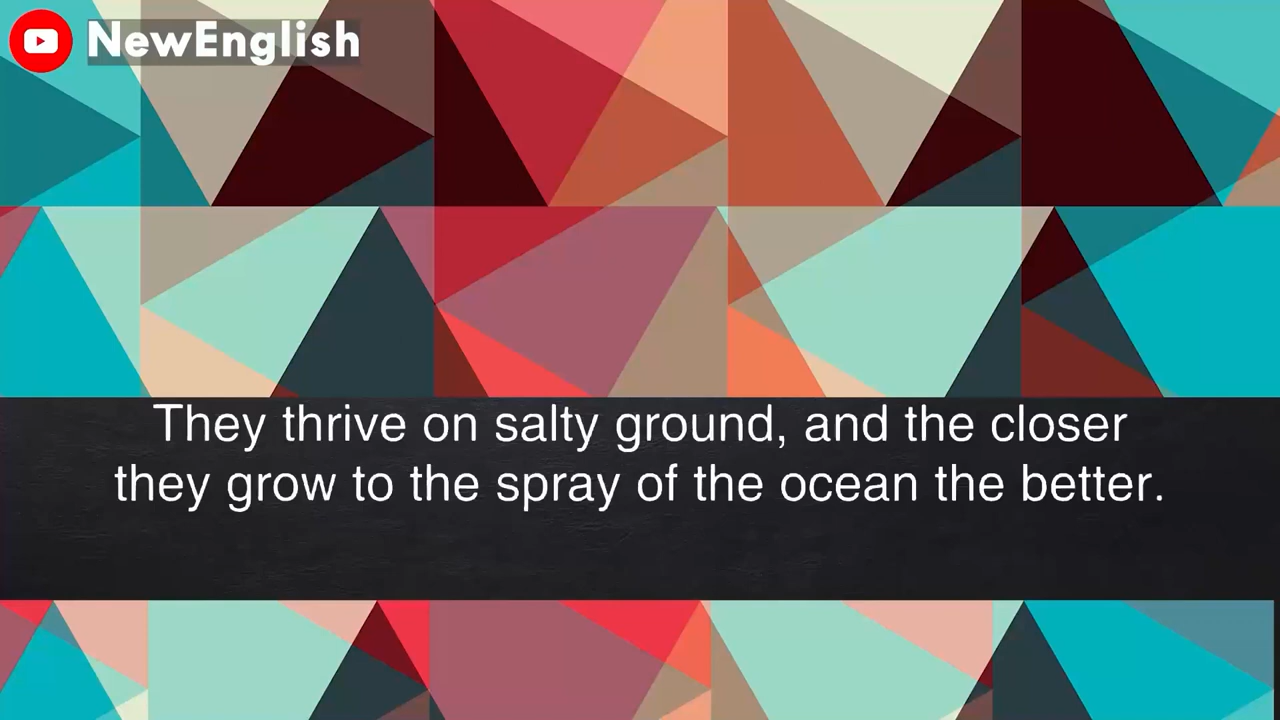 NewEnglish
They thrive on salty ground, and the closer
they grow to the spray of the ocean the better.